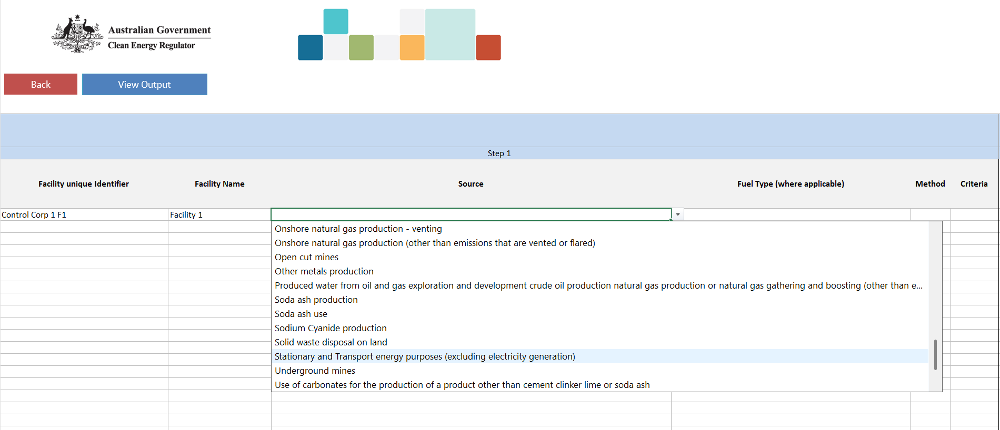 Australian Government
Clean Energy Regulator
AUSTRALIA
Back
View Output
Step 1
Facility unique Identifier
Facility Name
Source
Fuel Type (where applicable)
Method
Criteria
Control Corp 1 F1
Facility 1
Onshore natural gas production - venting
Onshore natural gas production (other than emissions that are vented or flared)
Open cut mines
Other metals production
Produced water from oil and gas exploration and development crude oil production natural gas production or natural gas gathering and boosting (other than e...
Soda ash production
Soda ash use
Sodium Cyanide production
Solid waste disposal on land
Stationary and Transport energy purposes (excluding electricity generation)
Underground mines
Use of carbonates for the production of a product other than cement clinker lime or soda ash